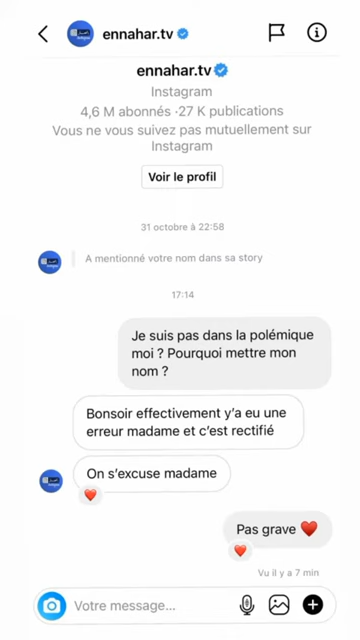 ennahar.tv
ennahar.tv
Instagram
4,6 M abonnés ·27 K publications
Vous ne vous suivez pas mutuellement sur
Instagram
Voir le profil
31 octobre à 22:58
A mentionné votre nom dans sa story
17:14
Je suis pas dans la polémique
moi ? Pourquoi mettre mon
nom ?
Bonsoir effectivement y'a eu une
erreur madame et c'est rectifié
On s'excuse madame
Pas grave ♥️
Vu il y a 7 min
Votre message...